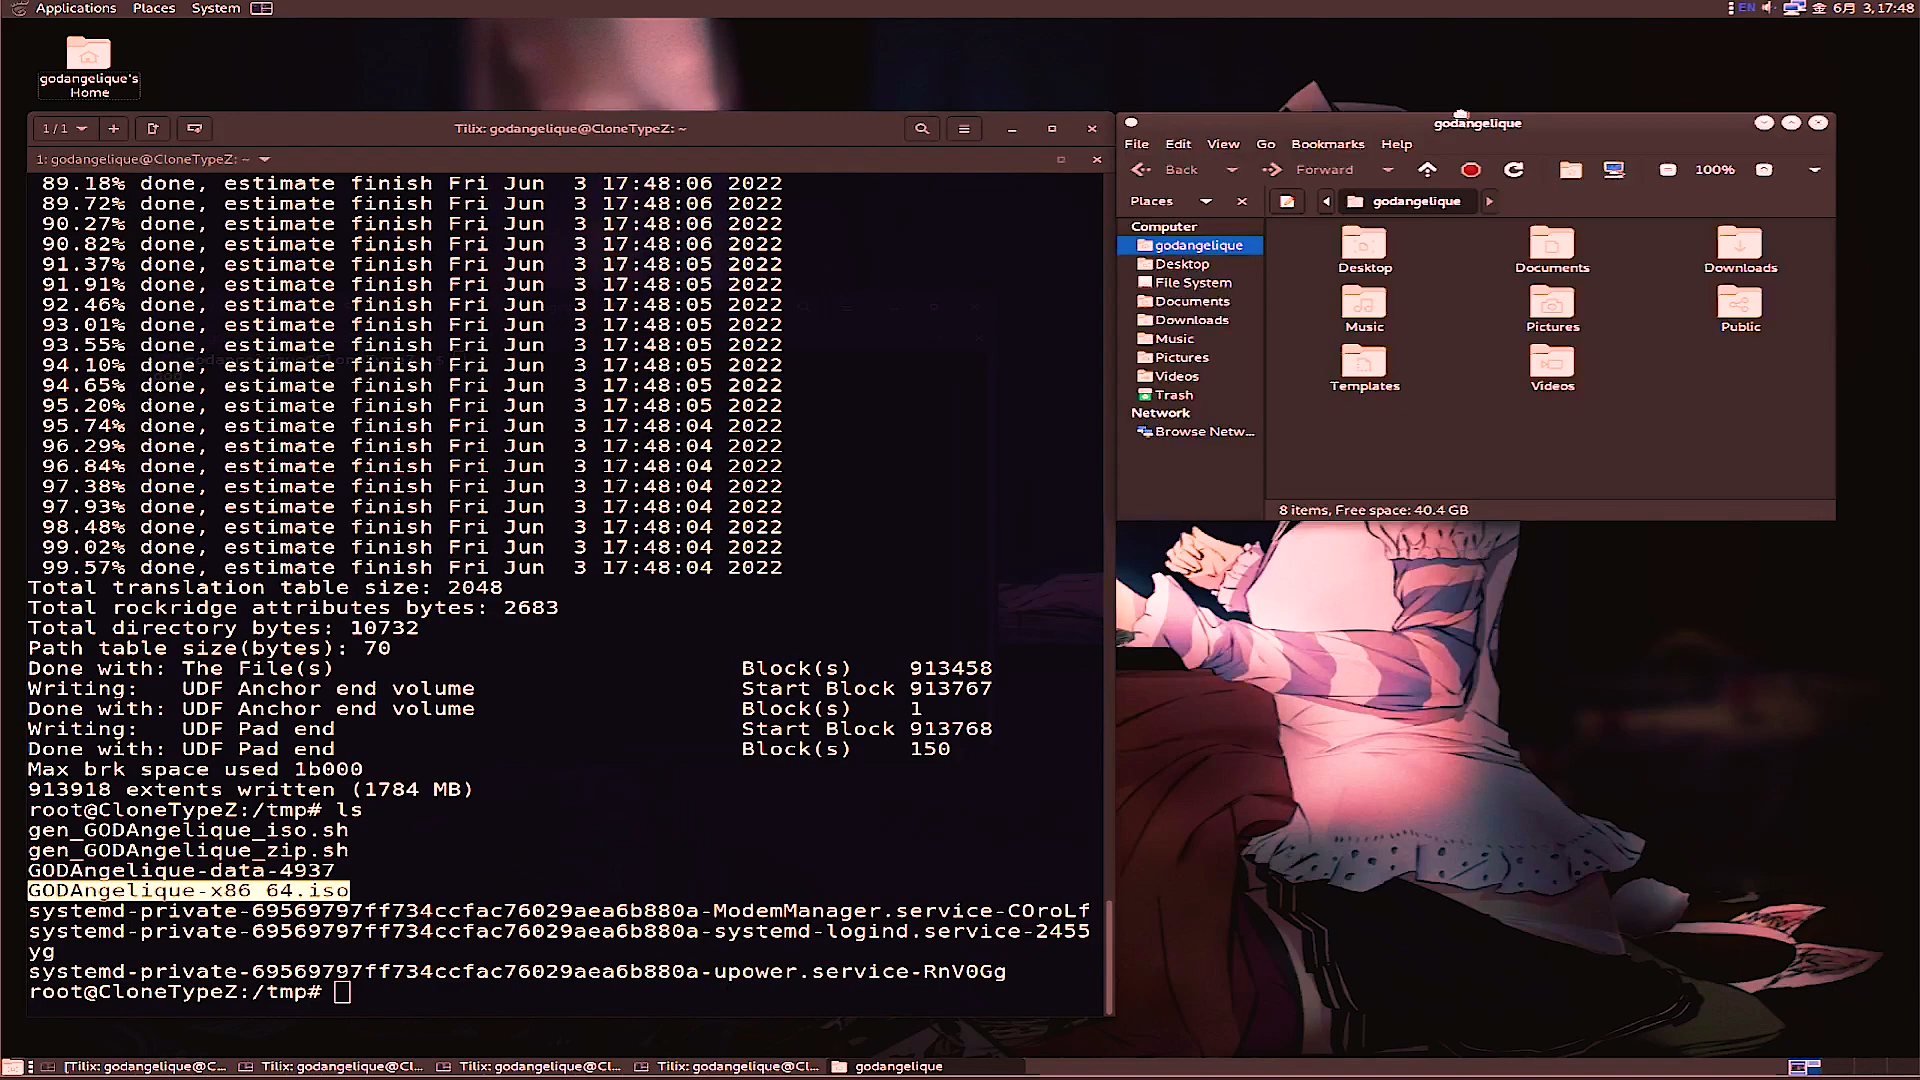 Applications Places System
EN 金 6月 3, 17:48
godangelique's
Home
1 / 1
Tilix: godangelique@CloneTypeZ: ~
1: godangelique@CloneTypeZ: ~
89.18% done, estimate finish Fri Jun  3 17:48:06 2022
89.72% done, estimate finish Fri Jun  3 17:48:06 2022
90.27% done, estimate finish Fri Jun  3 17:48:06 2022
90.82% done, estimate finish Fri Jun  3 17:48:06 2022
91.37% done, estimate finish Fri Jun  3 17:48:05 2022
91.91% done, estimate finish Fri Jun  3 17:48:05 2022
92.46% done, estimate finish Fri Jun  3 17:48:05 2022
93.01% done, estimate finish Fri Jun  3 17:48:05 2022
93.55% done, estimate finish Fri Jun  3 17:48:05 2022
94.10% done, estimate finish Fri Jun  3 17:48:05 2022
94.65% done, estimate finish Fri Jun  3 17:48:05 2022
95.20% done, estimate finish Fri Jun  3 17:48:05 2022
95.74% done, estimate finish Fri Jun  3 17:48:04 2022
96.29% done, estimate finish Fri Jun  3 17:48:04 2022
96.84% done, estimate finish Fri Jun  3 17:48:04 2022
97.38% done, estimate finish Fri Jun  3 17:48:04 2022
97.93% done, estimate finish Fri Jun  3 17:48:04 2022
98.48% done, estimate finish Fri Jun  3 17:48:04 2022
99.02% done, estimate finish Fri Jun  3 17:48:04 2022
99.57% done, estimate finish Fri Jun  3 17:48:04 2022
Total translation table size: 2048
Total rockridge attributes bytes: 2683
Total directory bytes: 10732
Path table size(bytes): 70
Done with: The File(s) Block(s) 913458
Writing: UDF Anchor end volume Start Block 913767
Done with: UDF Anchor end volume Block(s) 1
Writing: UDF Pad end Start Block 913768
Done with: UDF Pad end Block(s) 150
Max brk space used 1b000
913918 extents written (1784 MB)
root@CloneTypeZ:/tmp# ls
gen_GODAngelique_iso.sh
gen_GODAngelique_zip.sh
GODAngelique-data-4937
GODAngelique-x86_64.iso
systemd-private-69569797ff734ccfac76029aea6b880a-ModemManager.service-COroLf
systemd-private-69569797ff734ccfac76029aea6b880a-systemd-logind.service-2455
yg
systemd-private-69569797ff734ccfac76029aea6b880a-upower.service-RnV0Gg
root@CloneTypeZ:/tmp#
godangelique
File Edit View Go Bookmarks Help
Back Forward 100%
Places godangelique
Computer
godangelique
Desktop
File System
Documents
Downloads
Music
Pictures
Videos
Trash
Network
Browse Netw...
Desktop Documents Downloads
Music Pictures Public
Templates Videos
8 items, Free space: 40.4 GB
[Tilix: godangelique@C... Tilix: godangelique@Cl... Tilix: godangelique@Cl... Tilix: godangelique@Cl... godangelique